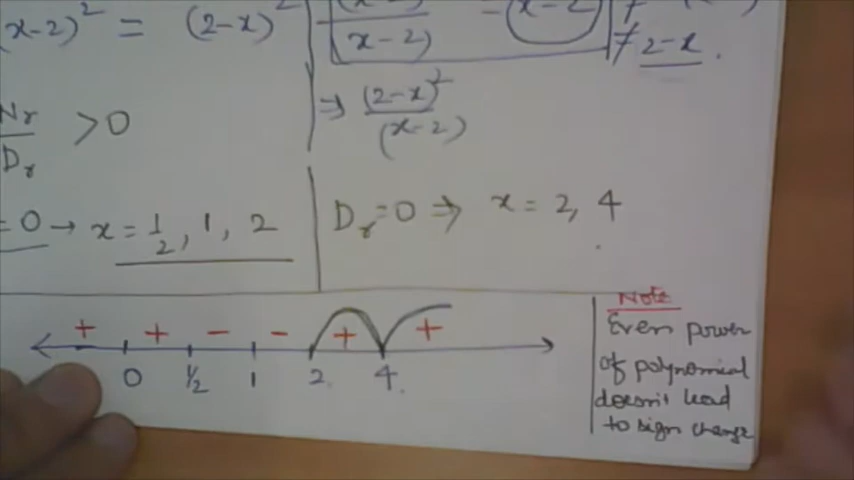 (x-2)² = (2-x)²
(x-2)
(x-2)
≠ 2-x.
Nr/Dr > 0
⇒ (2-x)²/(x-2)
= 0 → x = 1/2, 1, 2
Dr = 0 ⇒ x = 2, 4
+ + - - + +
0 1/2 1 2 4
Note
Even power
of polynomial
doesn't lead
to sign change